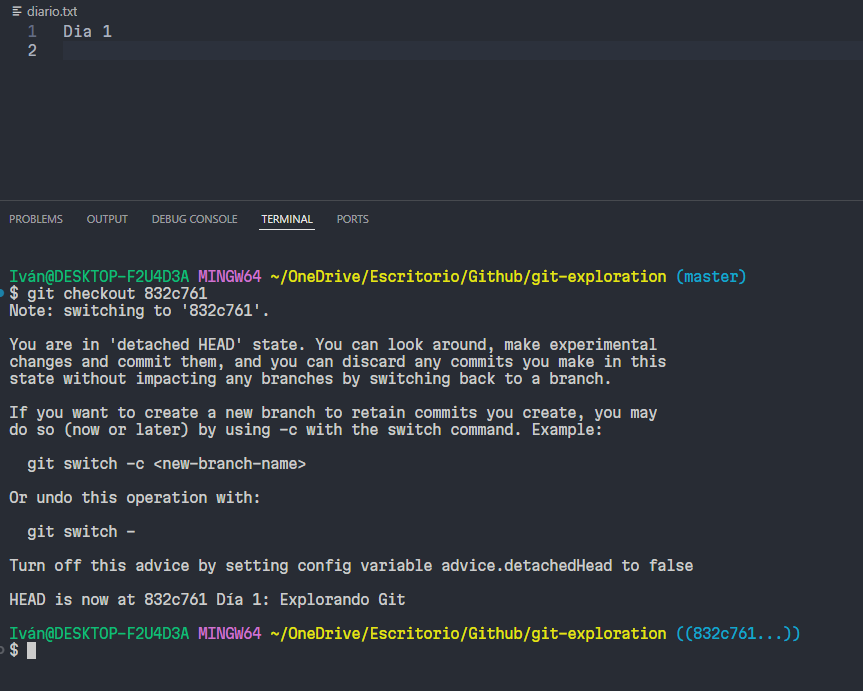 diario.txt
1 Dia 1
2
PROBLEMS OUTPUT DEBUG CONSOLE TERMINAL PORTS
Iván@DESKTOP-F2U4D3A MINGW64 ~/OneDrive/Escritorio/Github/git-exploration (master)
$ git checkout 832c761
Note: switching to '832c761'.
You are in 'detached HEAD' state. You can look around, make experimental
changes and commit them, and you can discard any commits you make in this
state without impacting any branches by switching back to a branch.
If you want to create a new branch to retain commits you create, you may
do so (now or later) by using -c with the switch command. Example:
git switch -c <new-branch-name>
Or undo this operation with:
git switch -
Turn off this advice by setting config variable advice.detachedHead to false
HEAD is now at 832c761 Día 1: Explorando Git
Iván@DESKTOP-F2U4D3A MINGW64 ~/OneDrive/Escritorio/Github/git-exploration ((832c761...))
$